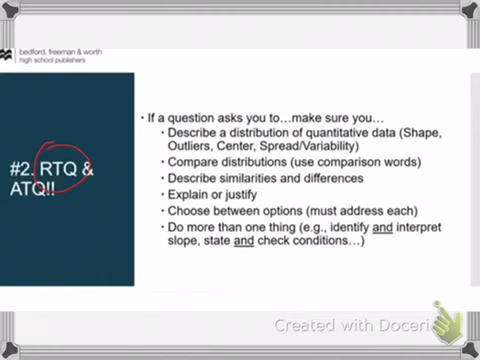 bedford, freeman & worth
high school publishers
#2. RTQ &
ATQ!!
• If a question asks you to…make sure you…
• Describe a distribution of quantitative data (Shape,
Outliers, Center, Spread/Variability)
• Compare distributions (use comparison words)
• Describe similarities and differences
• Explain or justify
• Choose between options (must address each)
• Do more than one thing (e.g., identify and interpret
slope, state and check conditions…)
Created with Doceri